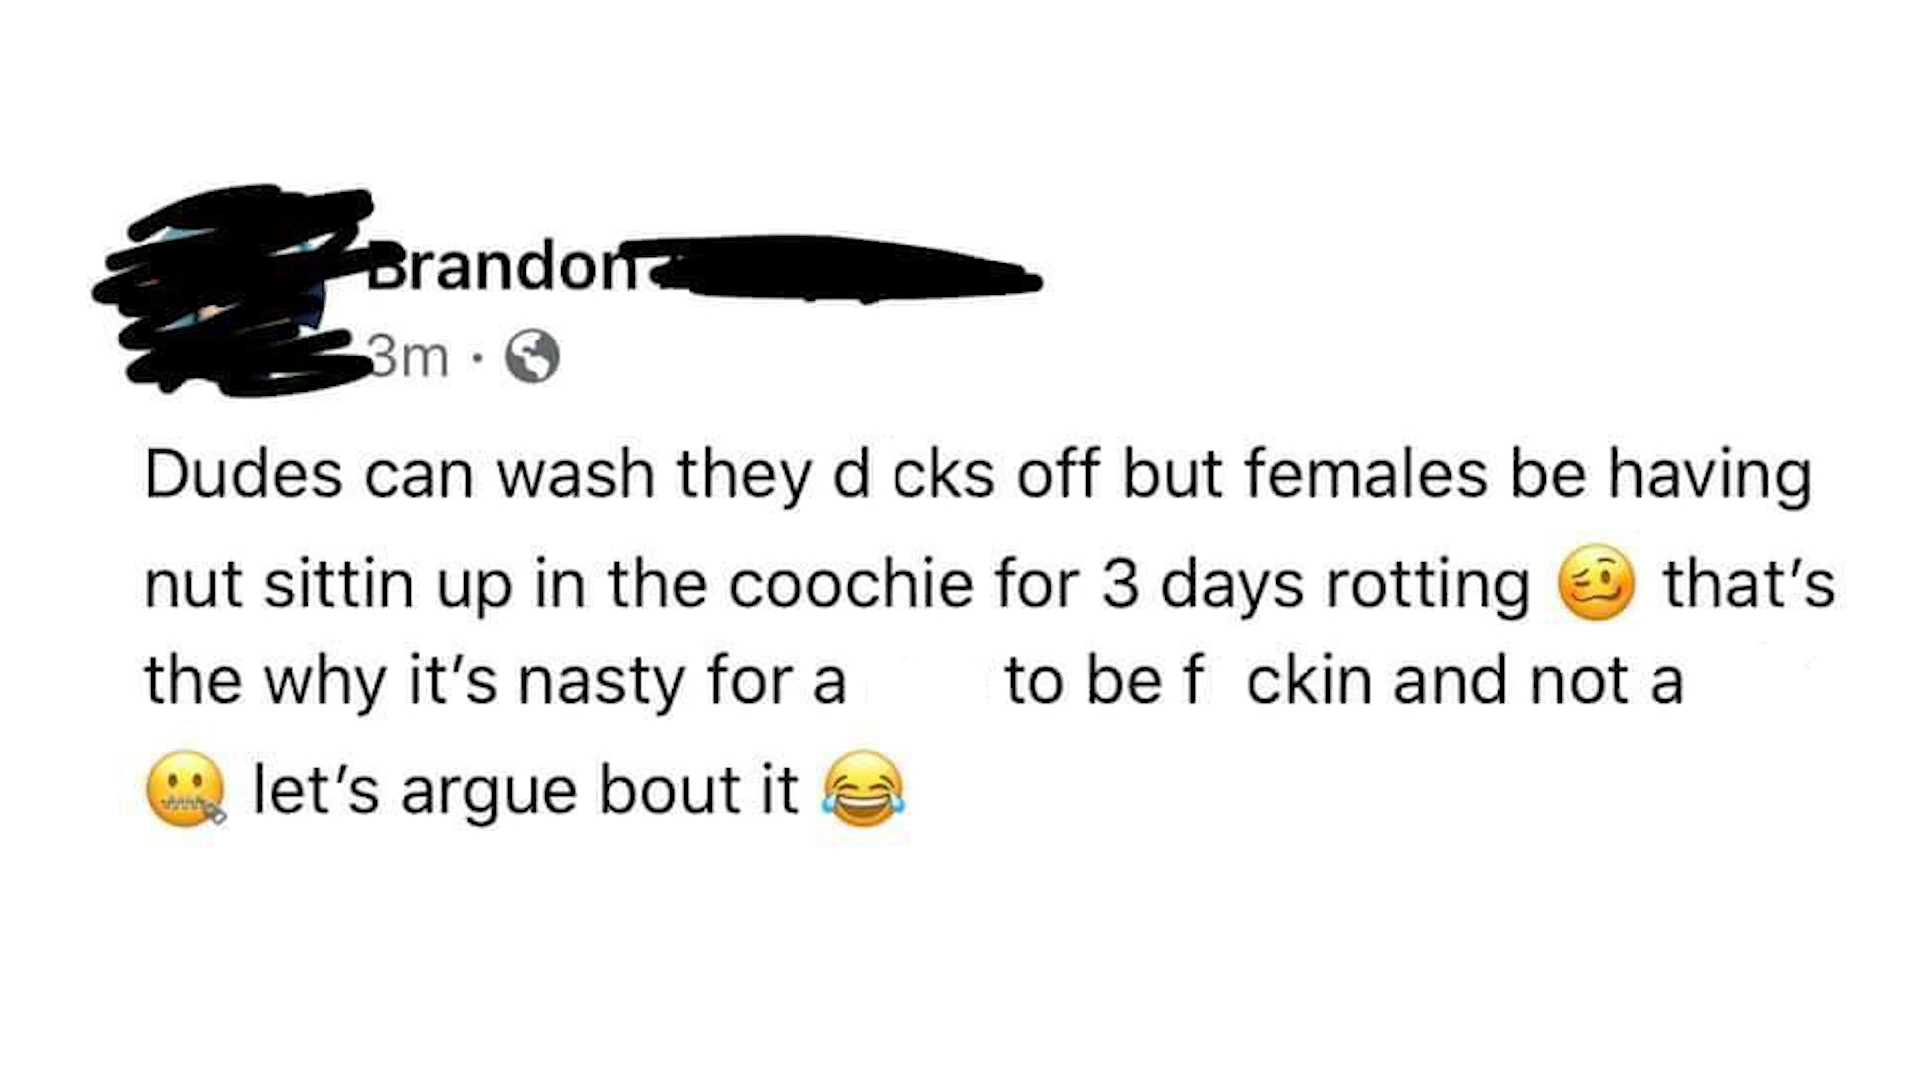 Brandon
3m ·
Dudes can wash they d cks off but females be having
nut sittin up in the coochie for 3 days rotting 🥴 that’s
the why it’s nasty for a to be f ckin and not a
🤐 let’s argue bout it 😂